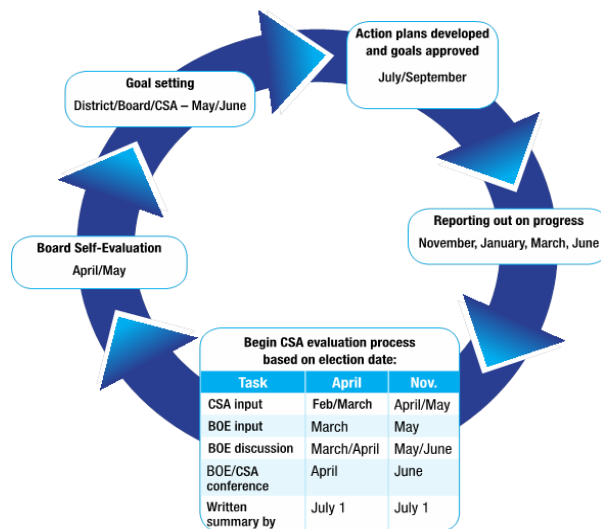 Action plans developed
and goals approved
July/September
Goal setting
District/Board/CSA – May/June
Reporting out on progress
November, January, March, June
Board Self-Evaluation
April/May
Begin CSA evaluation process
based on election date:
Task April Nov.
CSA input Feb/March April/May
BOE input March May
BOE discussion March/April May/June
BOE/CSA
conference April June
Written
summary by July 1 July 1